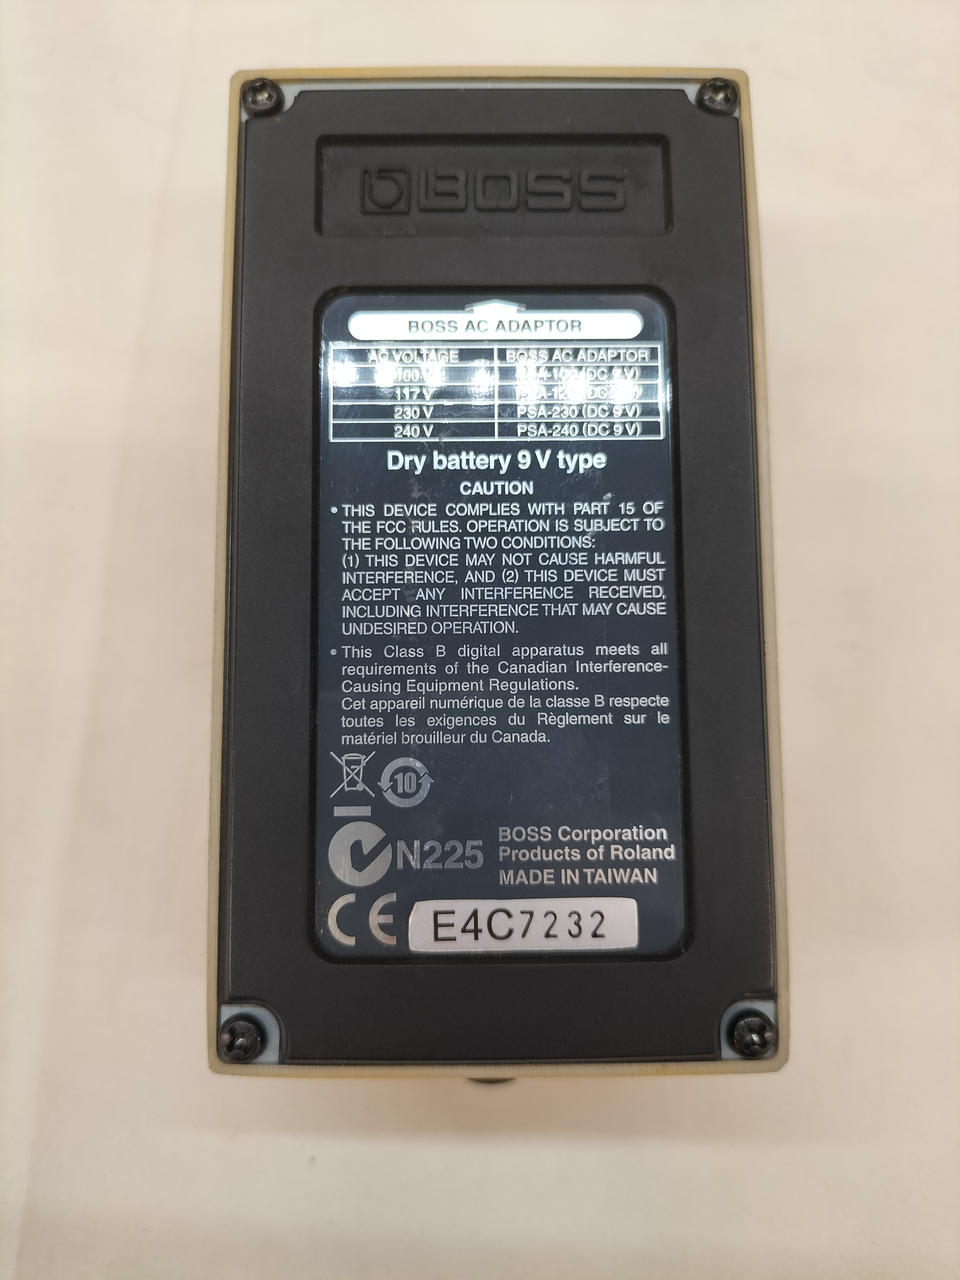 BOSS
BOSS AC ADAPTOR
AC VOLTAGE BOSS AC ADAPTOR
100 (DC 9 V)
117 V
230 V PSA-230 (DC 9 V)
240 V PSA-240 (DC 9 V)
Dry battery 9 V type
CAUTION
• THIS DEVICE COMPLIES WITH PART 15 OF
THE FCC RULES. OPERATION IS SUBJECT TO
THE FOLLOWING TWO CONDITIONS:
(1) THIS DEVICE MAY NOT CAUSE HARMFUL
INTERFERENCE, AND (2) THIS DEVICE MUST
ACCEPT ANY INTERFERENCE RECEIVED,
INCLUDING INTERFERENCE THAT MAY CAUSE
UNDESIRED OPERATION.
• This Class B digital apparatus meets all
requirements of the Canadian Interference-
Causing Equipment Regulations.
Cet appareil numérique de la classe B respecte
toutes les exigences du Règlement sur le
matériel brouilleur du Canada.
10
N225
BOSS Corporation
Products of Roland
MADE IN TAIWAN
CE
E4C7232